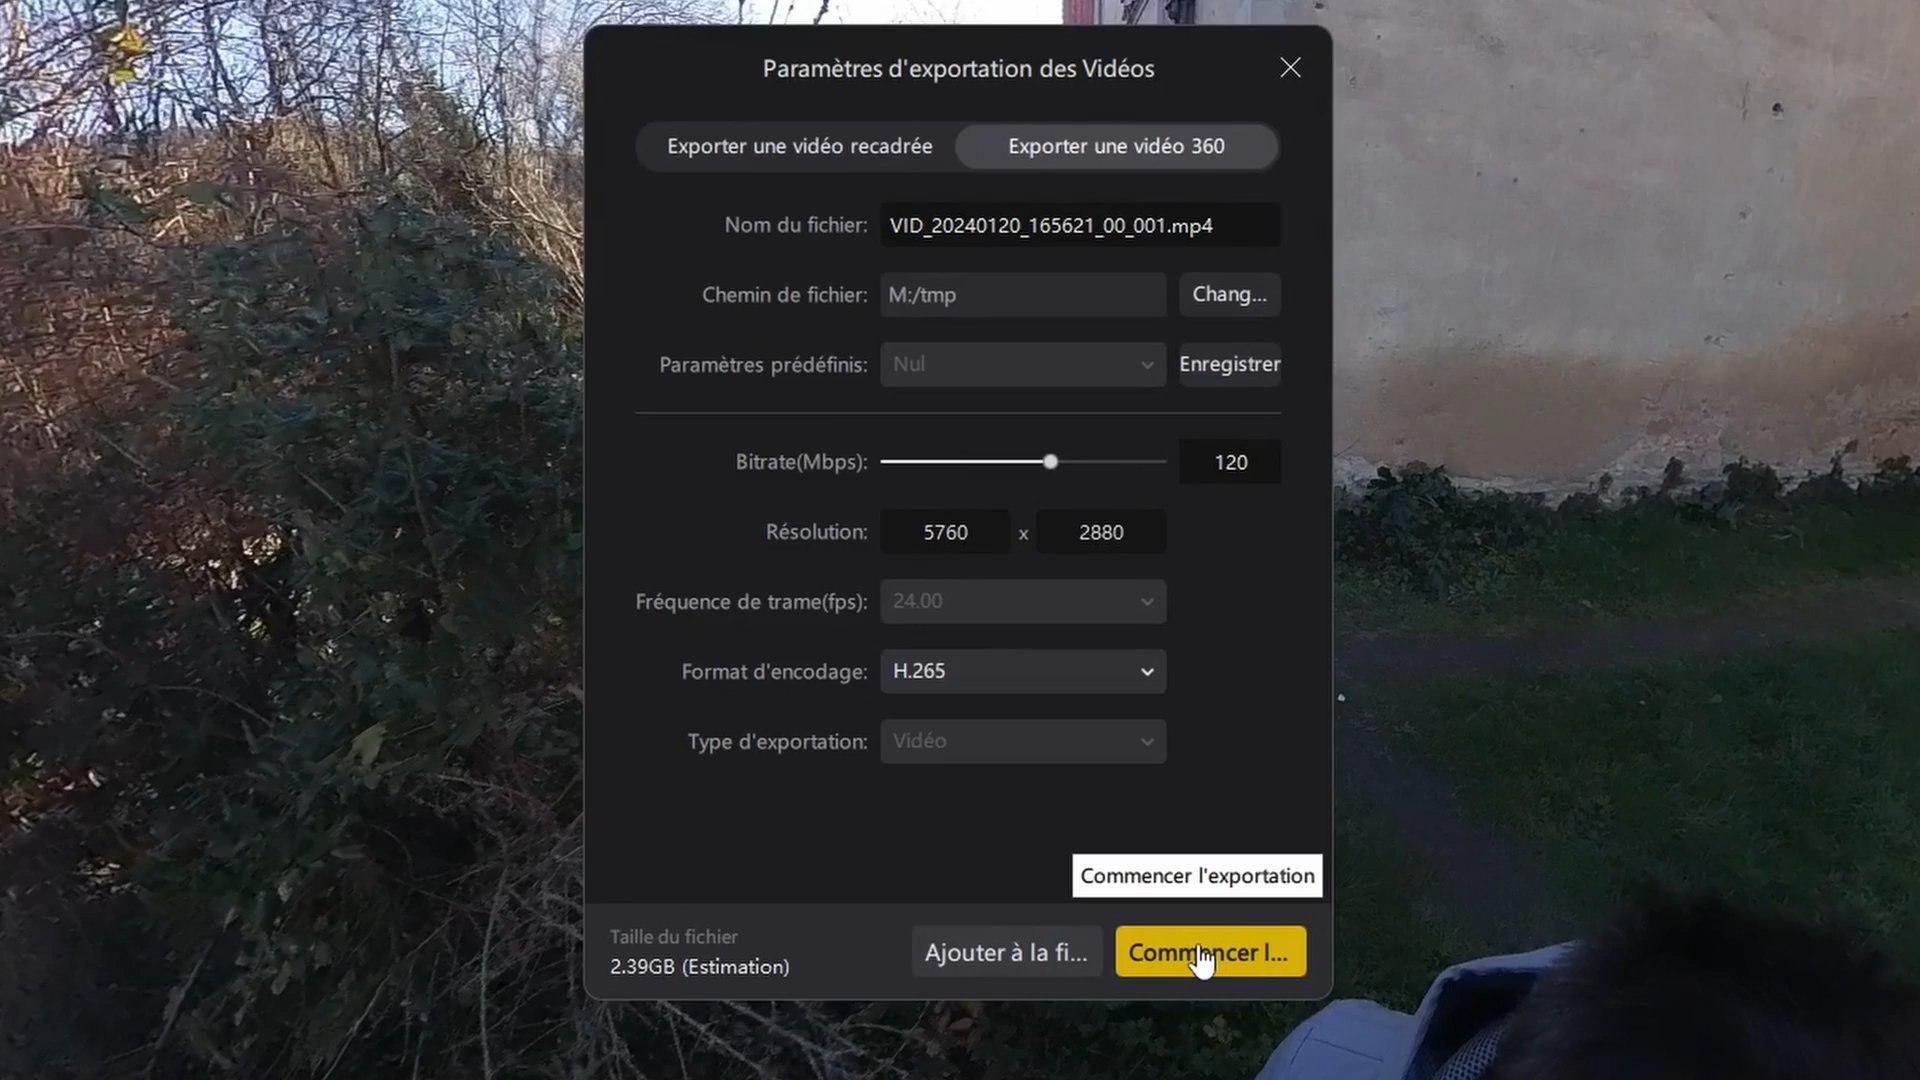 Paramètres d'exportation des Vidéos
Exporter une vidéo recadrée Exporter une vidéo 360
Nom du fichier: VID_20240120_165621_00_001.mp4
Chemin de fichier: M:/tmp Chang...
Paramètres prédéfinis: Nul Enregistrer
Bitrate(Mbps): 120
Résolution: 5760 x 2880
Fréquence de trame(fps): 24.00
Format d'encodage: H.265
Type d'exportation: Vidéo
Commencer l'exportation
Taille du fichier
2.39GB (Estimation)
Ajouter à la fi... Commencer l...